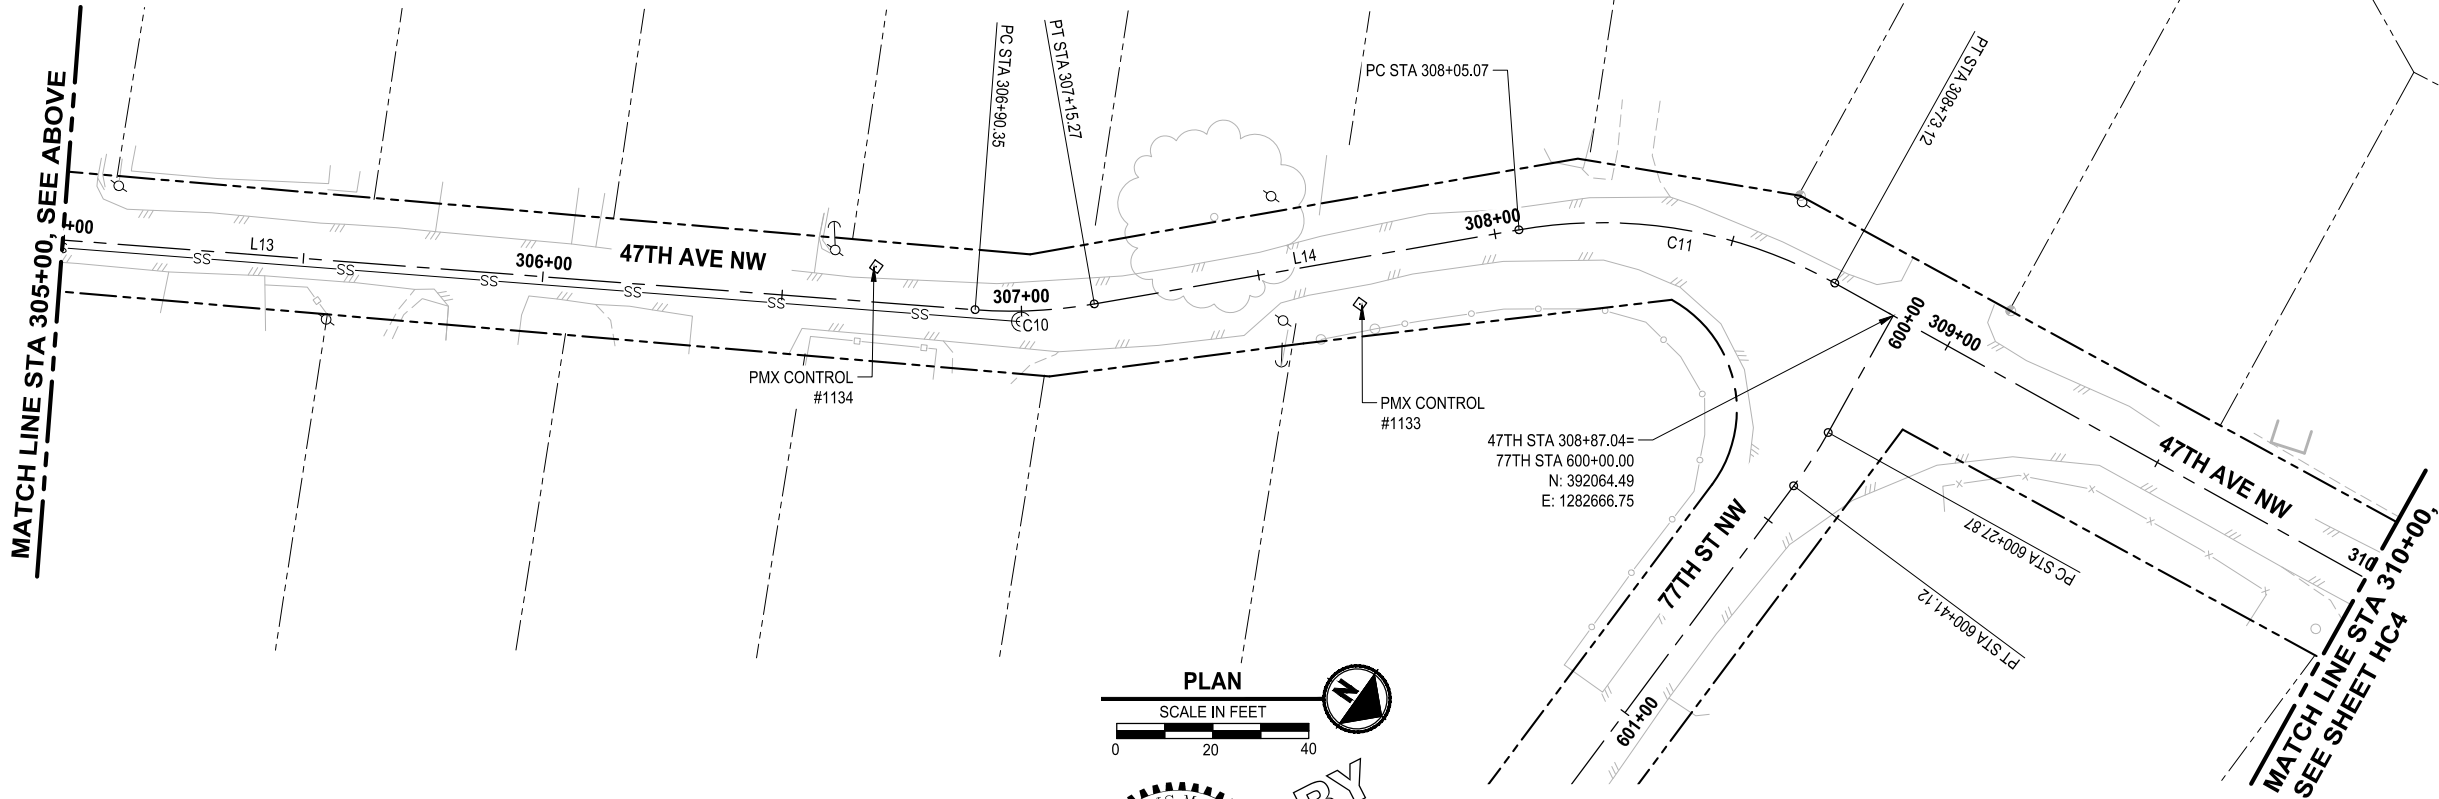 MATCH LINE STA 305+00, SEE ABOVE
+00
L13
SS
SS
SS
SS
SS
SS
306+00
47TH AVE NW
PC STA 306+90.35
PT STA 307+15.27
307+00
C10
PMX CONTROL
#1134
L14
PC STA 308+05.07
308+00
C11
PT STA 308+73.12
PMX CONTROL
#1133
600+00
309+00
47TH STA 308+87.04=
77TH STA 600+00.00
N: 392064.49
E: 1282666.75
47TH AVE NW
PC STA 600+27.87
PT STA 600+41.12
77TH ST NW
601+00
310
MATCH LINE STA 310+00,
SEE SHEET HC4
PLAN
N
SCALE IN FEET
0 20 40
BY